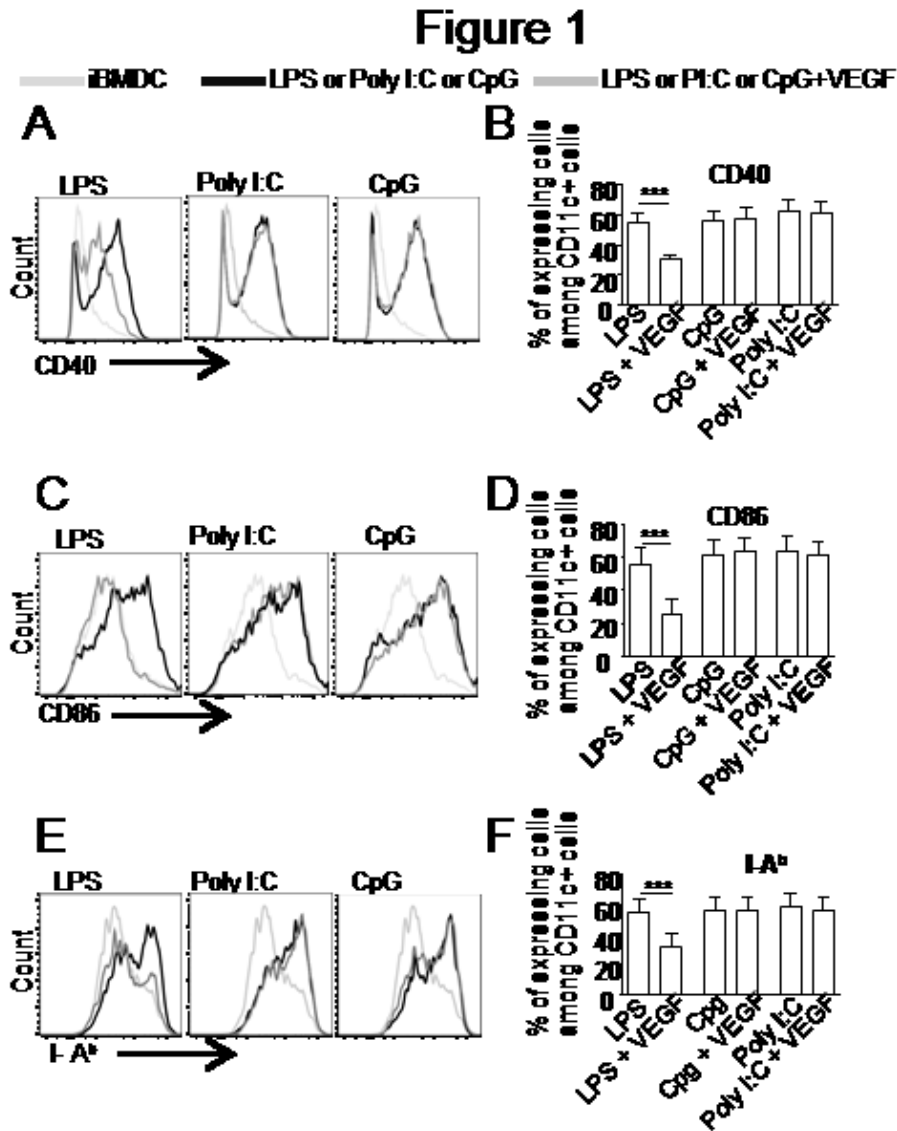 Figure 1
iBMDC LPS or Poly I:C or CpG LPS or PI:C or CpG+VEGF
A
LPS Poly I:C CpG
Count
CD40
B
% of expressing cells
among CD11c+ cells
CD40
80
60
40
20
0
***
LPS
LPS + VEGF
CpG
CpG + VEGF
Poly I:C
Poly I:C + VEGF
C
LPS Poly I:C CpG
Count
CD86
D
% of expressing cells
among CD11c+ cells
CD86
80
60
40
20
0
***
LPS
LPS + VEGF
CpG
CpG + VEGF
Poly I:C
Poly I:C + VEGF
E
LPS Poly I:C CpG
Count
I-Aᵇ
F
% of expressing cells
among CD11c+ cells
I-Aᵇ
80
60
40
20
0
***
LPS
LPS + VEGF
Cpg
Cpg + VEGF
Poly I:C
Poly I:C + VEGF